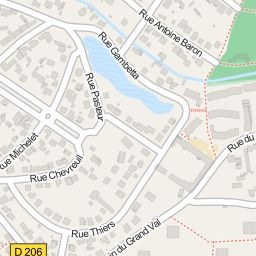 Rue Antoine Baron
Rue Gambetta
Rue Pasteur
Rue Michelet
Rue du
Rue Chevreuil
Rue Thiers
in du Grand Val
D 206